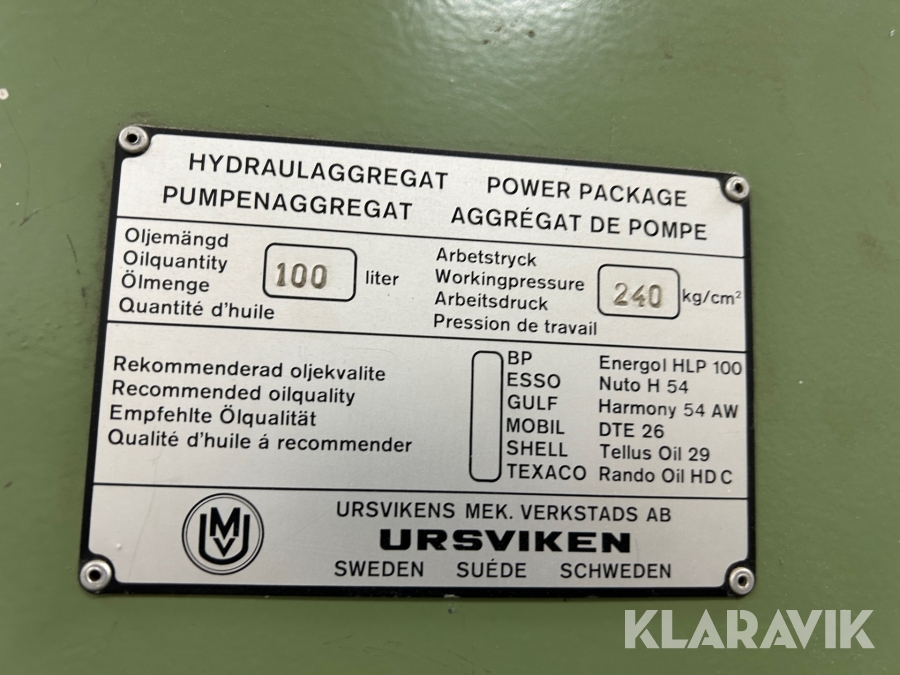 HYDRAULAGGREGAT POWER PACKAGE
PUMPENAGGREGAT AGGRÉGAT DE POMPE
Oljemängd
Oilquantity
Ölmenge
Quantité d'huile
100 liter
Arbetstryck
Workingpressure
Arbeitsdruck
Pression de travail
240 kg/cm²
Rekommenderad oljekvalite
Recommended oilquality
Empfehlte Ölqualität
Qualité d'huile á recommender
BP Energol HLP 100
ESSO Nuto H 54
GULF Harmony 54 AW
MOBIL DTE 26
SHELL Tellus Oil 29
TEXACO Rando Oil HD C
UMV
URSVIKENS MEK. VERKSTADS AB
URSVIKEN
SWEDEN SUÉDE SCHWEDEN
KLARAVIK